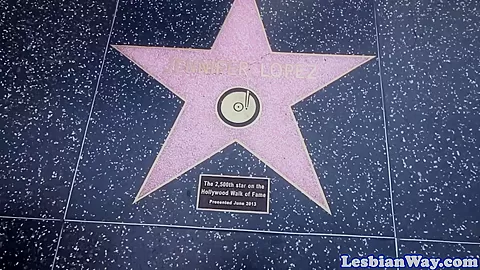 JENNIFER LOPEZ
The 2,500th star on the
Hollywood Walk of Fame
Presented June 2013
LesbianWay.com